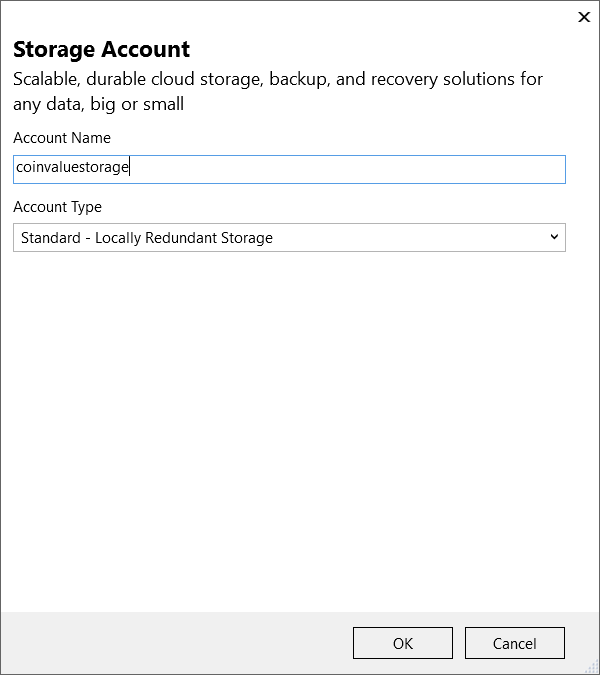 Storage Account
Scalable, durable cloud storage, backup, and recovery solutions for
any data, big or small
Account Name
coinvaluestorage
Account Type
Standard - Locally Redundant Storage
OK
Cancel